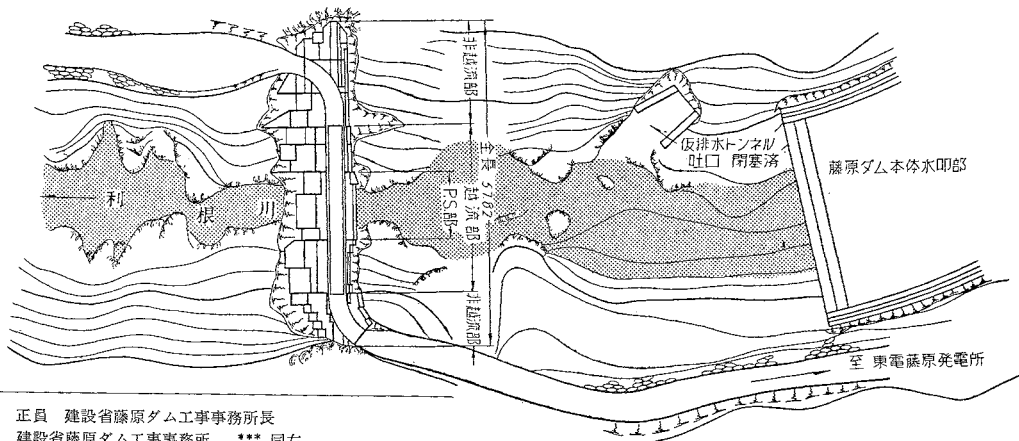 非越流部
全長 57.82
越流部
P.S部
非越流部
利根川
仮排水トンネル
吐口 閉塞済
藤原ダム本体水叩部
至 東電藤原発電所
正員 建設省藤原ダム工事事務所長
建設省藤原ダム工事事務所 *** 同左